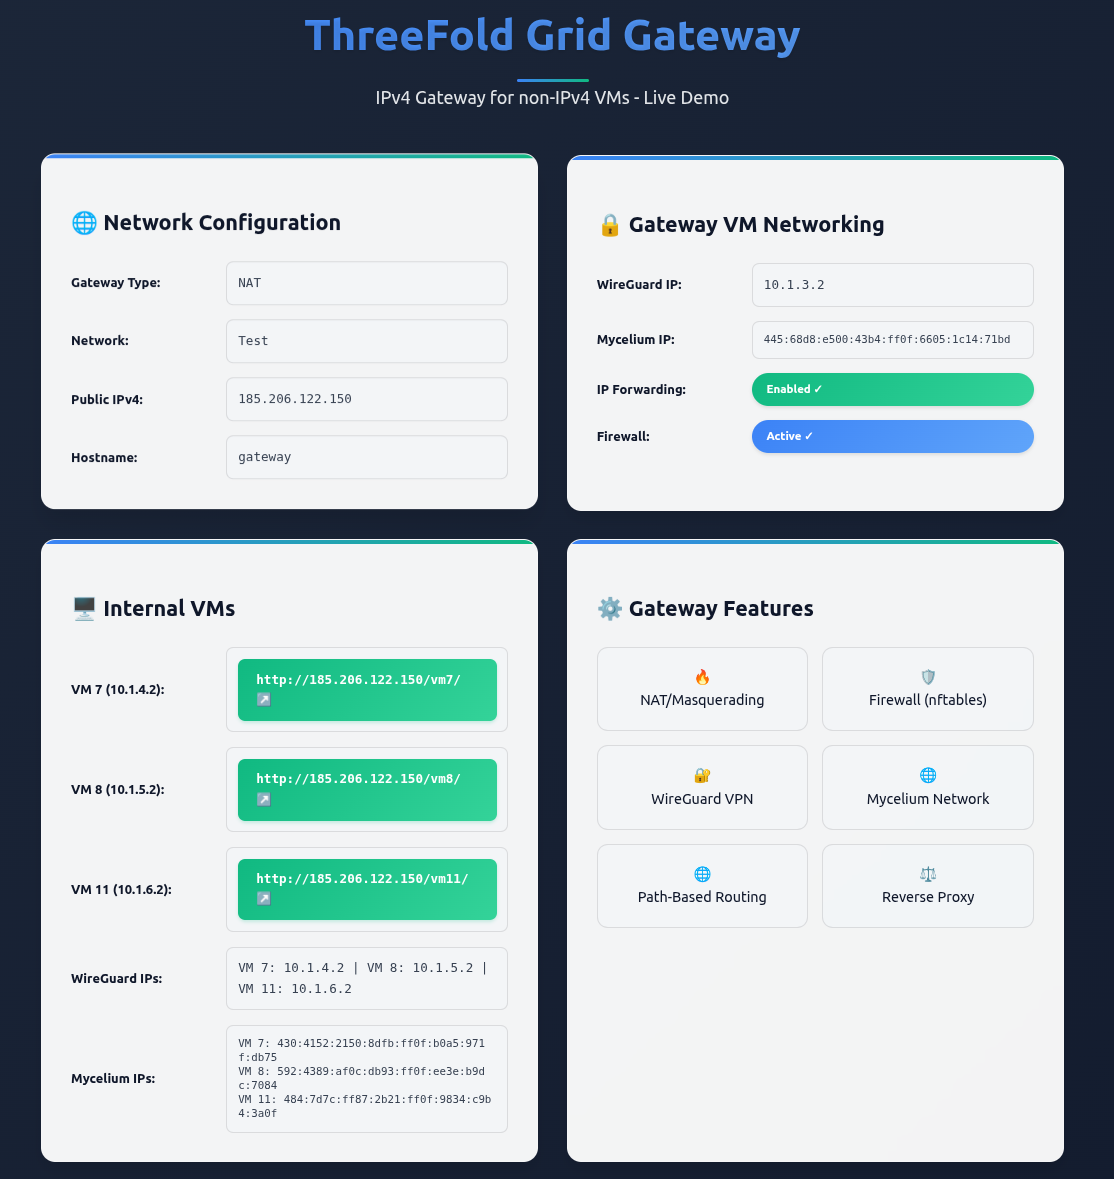 ThreeFold Grid Gateway
IPv4 Gateway for non-IPv4 VMs - Live Demo
🌐 Network Configuration
Gateway Type:
NAT
Network:
Test
Public IPv4:
185.206.122.150
Hostname:
gateway
🔒 Gateway VM Networking
WireGuard IP:
10.1.3.2
Mycelium IP:
445:68d8:e500:43b4:ff0f:6605:1c14:71bd
IP Forwarding:
Enabled ✓
Firewall:
Active ✓
🖥️ Internal VMs
VM 7 (10.1.4.2):
http://185.206.122.150/vm7/
↗️
VM 8 (10.1.5.2):
http://185.206.122.150/vm8/
↗️
VM 11 (10.1.6.2):
http://185.206.122.150/vm11/
↗️
WireGuard IPs:
VM 7: 10.1.4.2 | VM 8: 10.1.5.2 |
VM 11: 10.1.6.2
Mycelium IPs:
VM 7: 430:4152:2150:8dfb:ff0f:b0a5:971
f:db75
VM 8: 592:4389:af0c:db93:ff0f:ee3e:b9d
c:7084
VM 11: 484:7d7c:ff87:2b21:ff0f:9834:c9b
4:3a0f
⚙️ Gateway Features
🔥
NAT/Masquerading
🛡️
Firewall (nftables)
🔐
WireGuard VPN
🌐
Mycelium Network
🌐
Path-Based Routing
⚖️
Reverse Proxy